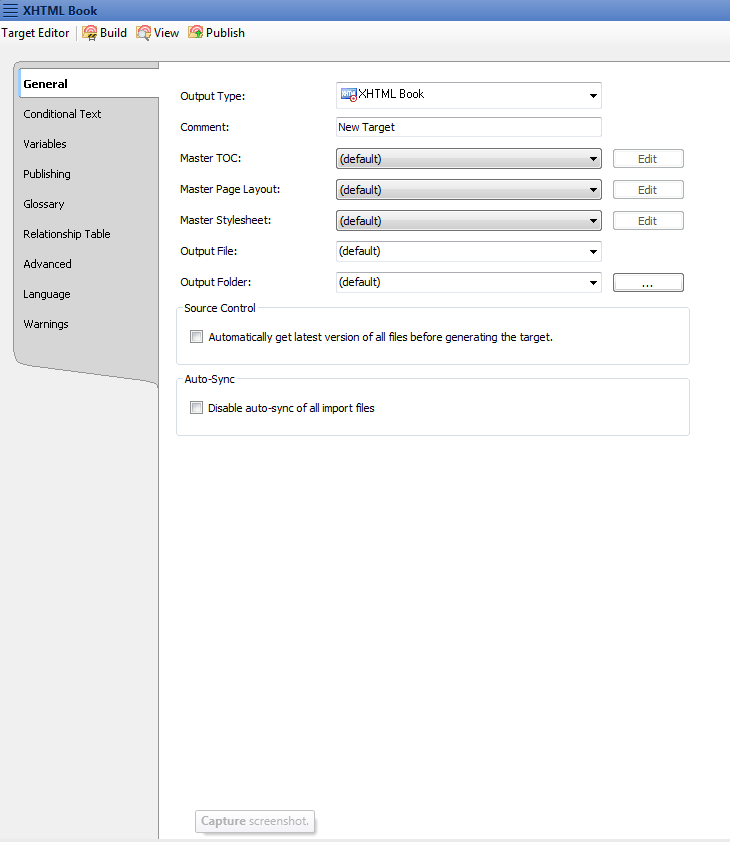 XHTML Book
Target Editor Build View Publish
General
Conditional Text
Variables
Publishing
Glossary
Relationship Table
Advanced
Language
Warnings
Output Type: XHTML Book
Comment: New Target
Master TOC: (default) Edit
Master Page Layout: (default) Edit
Master Stylesheet: (default) Edit
Output File: (default)
Output Folder: (default) ...
Source Control
Automatically get latest version of all files before generating the target.
Auto-Sync
Disable auto-sync of all import files
Capture screenshot.